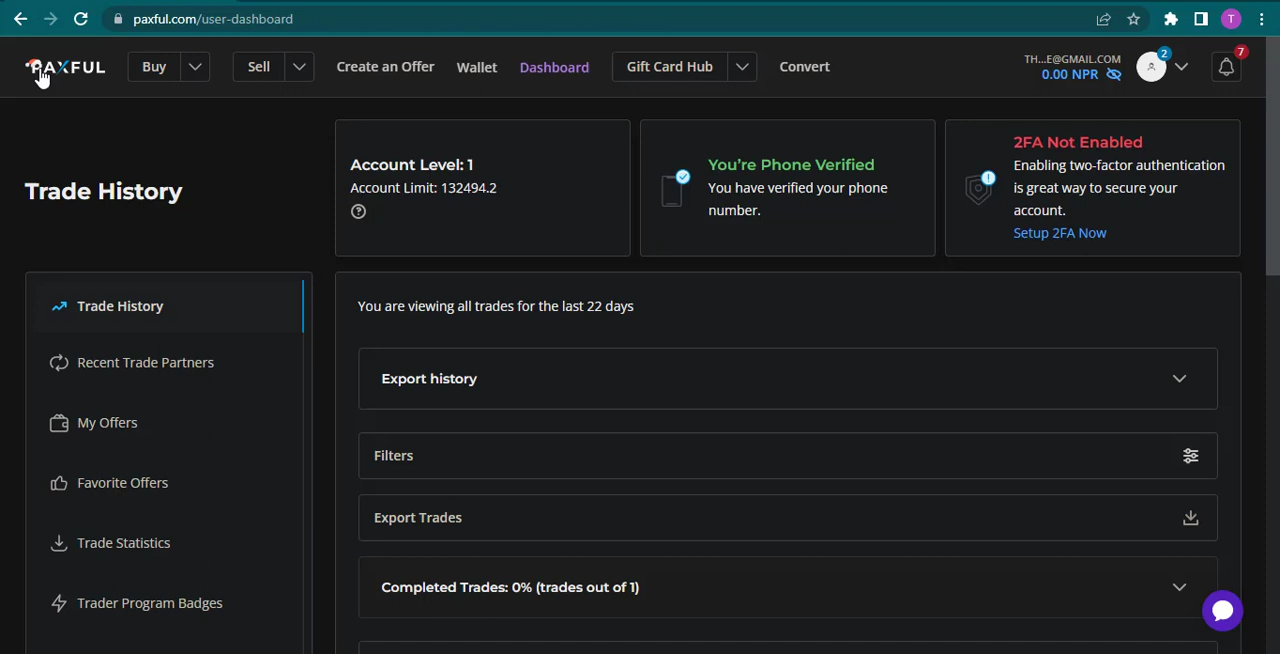 paxful.com/user-dashboard
T
PAXFUL
Buy
Sell
Create an Offer
Wallet
Dashboard
Gift Card Hub
Convert
TH...E@GMAIL.COM
0.00 NPR
2
7
Trade History
Account Level: 1
Account Limit: 132494.2
You're Phone Verified
You have verified your phone
number.
2FA Not Enabled
Enabling two-factor authentication
is great way to secure your
account.
Setup 2FA Now
Trade History
Recent Trade Partners
My Offers
Favorite Offers
Trade Statistics
Trader Program Badges
You are viewing all trades for the last 22 days
Export history
Filters
Export Trades
Completed Trades: 0% (trades out of 1)